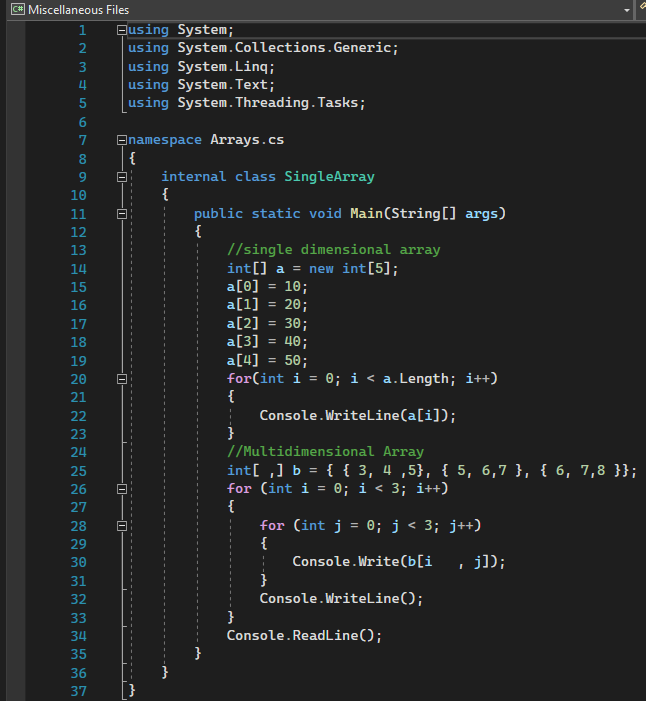 C# Miscellaneous Files
1 using System;
2 using System.Collections.Generic;
3 using System.Linq;
4 using System.Text;
5 using System.Threading.Tasks;
6
7 namespace Arrays.cs
8 {
9     internal class SingleArray
10     {
11         public static void Main(String[] args)
12         {
13             //single dimensional array
14             int[] a = new int[5];
15             a[0] = 10;
16             a[1] = 20;
17             a[2] = 30;
18             a[3] = 40;
19             a[4] = 50;
20             for(int i = 0; i < a.Length; i++)
21             {
22                 Console.WriteLine(a[i]);
23             }
24             //Multidimensional Array
25             int[ ,] b = { { 3, 4 ,5}, { 5, 6,7 }, { 6, 7,8 }};
26             for (int i = 0; i < 3; i++)
27             {
28                 for (int j = 0; j < 3; j++)
29                 {
30                     Console.Write(b[i   , j]);
31                 }
32                 Console.WriteLine();
33             }
34             Console.ReadLine();
35         }
36     }
37 }